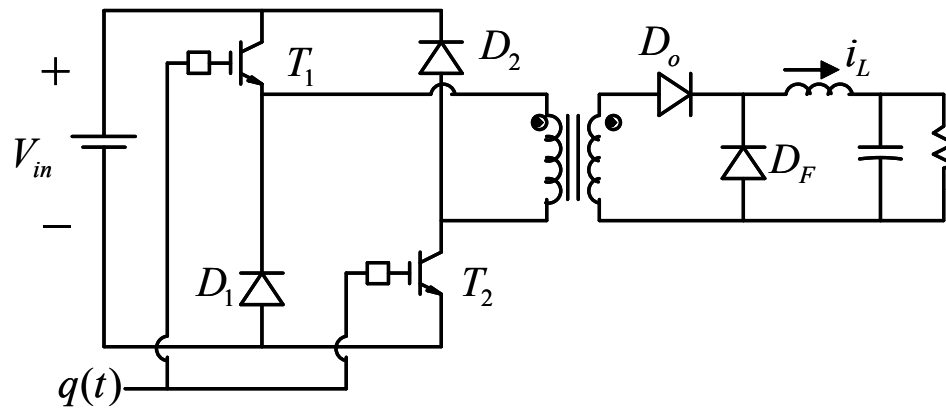 +
V_in
−
T_1
D_2
D_o
i_L
D_F
D_1
T_2
q(t)